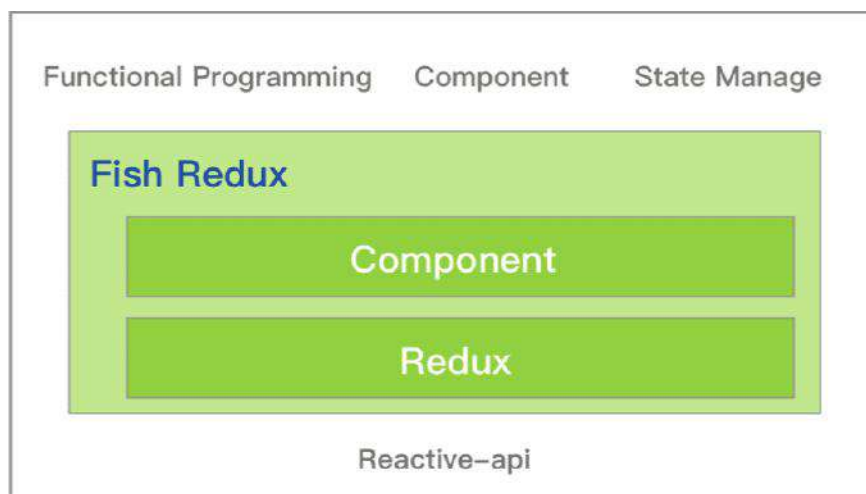 Functional Programming Component State Manage
Fish Redux
Component
Redux
Reactive-api